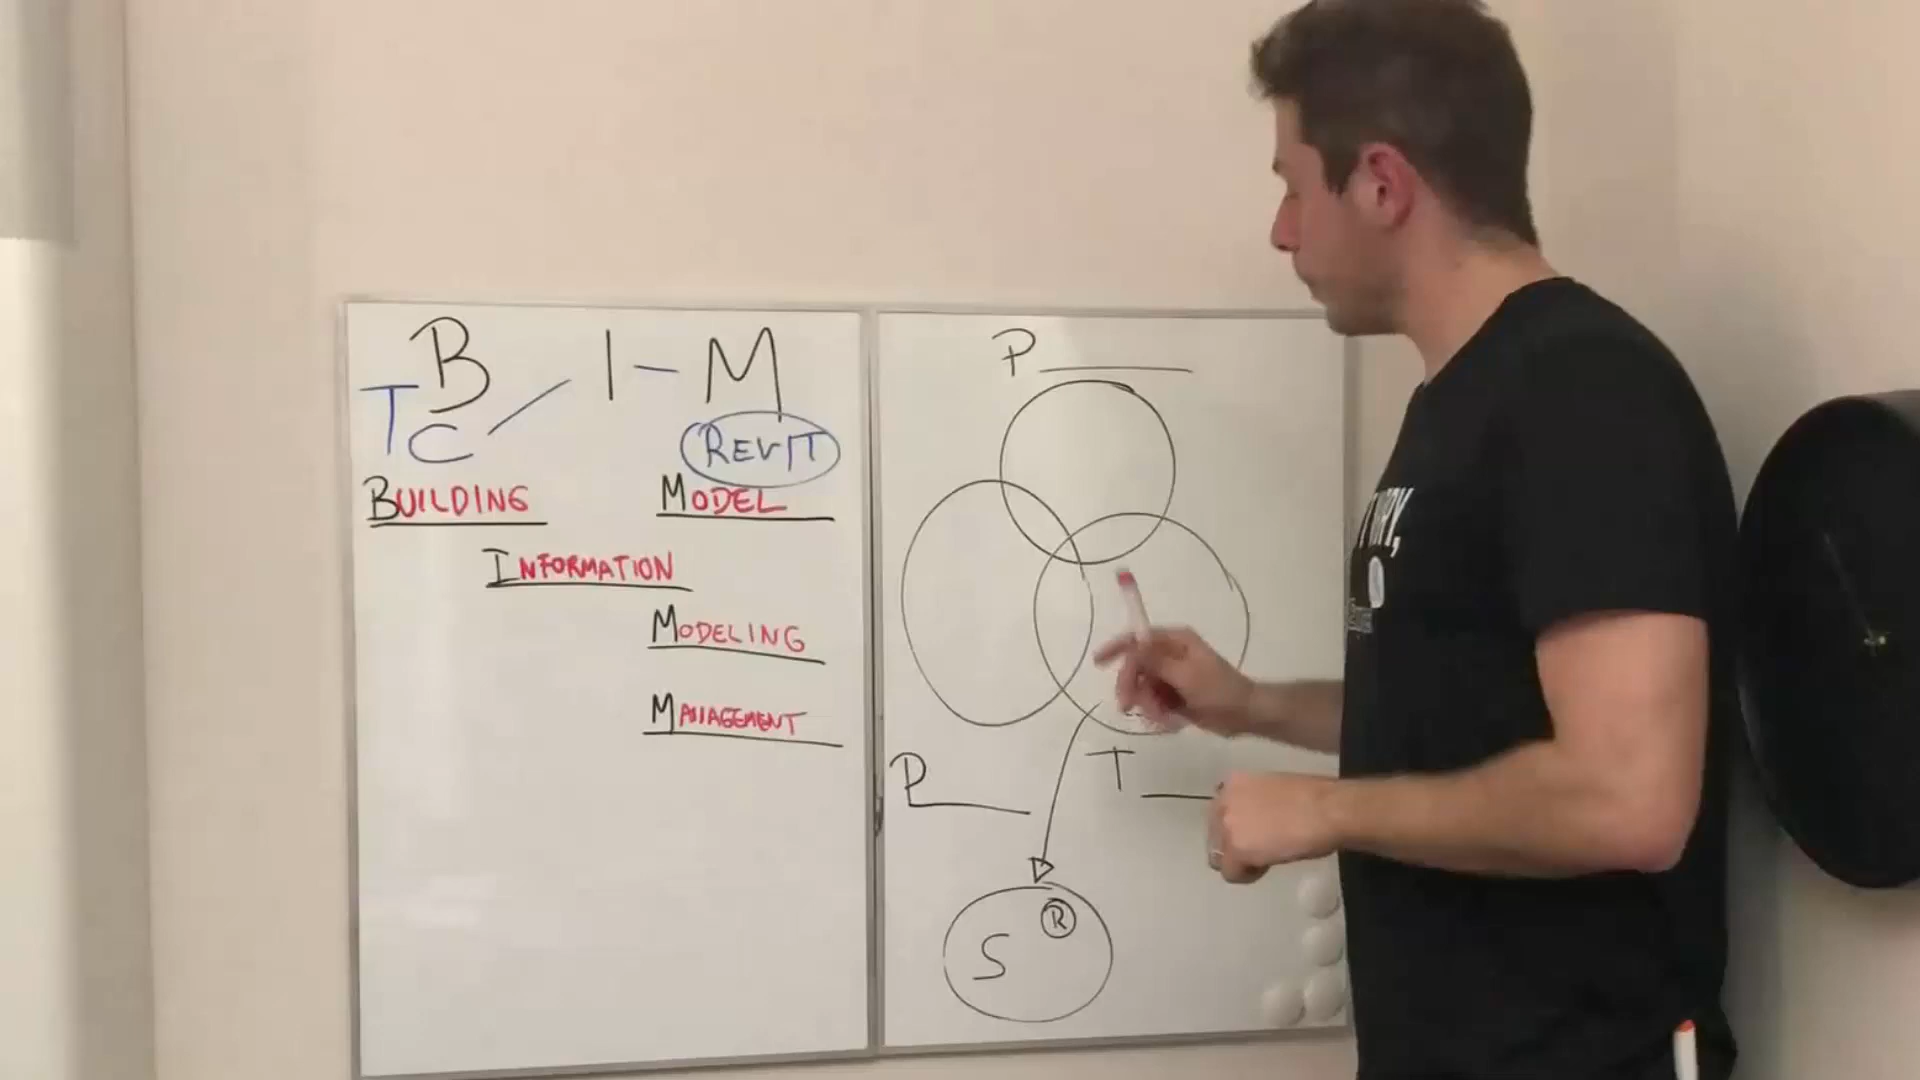 B I - M
T C /
REVIT
BUILDING
MODEL
INFORMATION
MODELING
MANAGEMENT
P
P
T
R
S